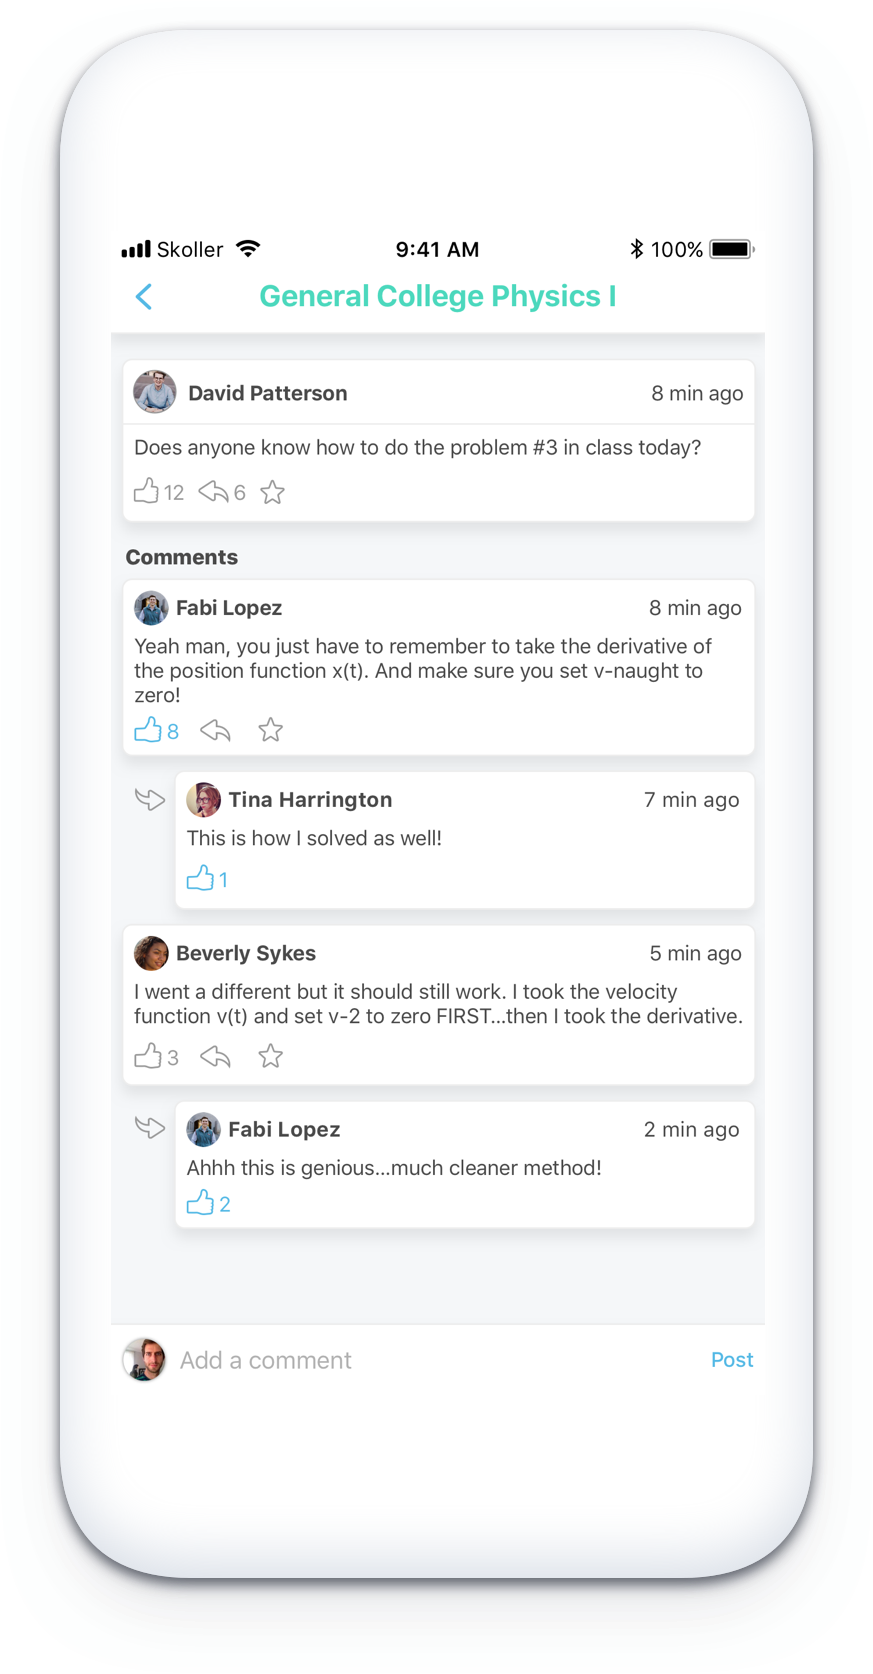 Skoller 9:41 AM 100%
General College Physics I
David Patterson 8 min ago
Does anyone know how to do the problem #3 in class today?
12 6
Comments
Fabi Lopez 8 min ago
Yeah man, you just have to remember to take the derivative of
the position function x(t). And make sure you set v-naught to
zero!
8
Tina Harrington 7 min ago
This is how I solved as well!
1
Beverly Sykes 5 min ago
I went a different but it should still work. I took the velocity
function v(t) and set v-2 to zero FIRST...then I took the derivative.
3
Fabi Lopez 2 min ago
Ahhh this is genious...much cleaner method!
2
Add a comment Post